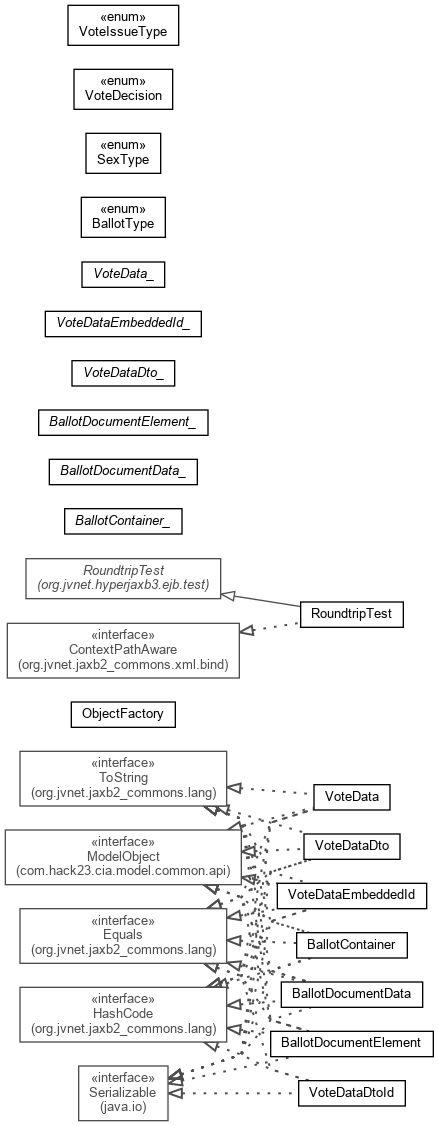 «enum»
VoteIssueType
«enum»
VoteDecision
«enum»
SexType
«enum»
BallotType
VoteData_
VoteDataEmbeddedId_
VoteDataDto_
BallotDocumentElement_
BallotDocumentData_
BallotContainer_
RoundtripTest
(org.jvnet.hyperjaxb3.ejb.test)
RoundtripTest
«interface»
ContextPathAware
(org.jvnet.jaxb2_commons.xml.bind)
ObjectFactory
«interface»
ToString
(org.jvnet.jaxb2_commons.lang)
VoteData
«interface»
ModelObject
(com.hack23.cia.model.common.api)
VoteDataDto
VoteDataEmbeddedId
«interface»
Equals
(org.jvnet.jaxb2_commons.lang)
BallotContainer
BallotDocumentData
«interface»
HashCode
(org.jvnet.jaxb2_commons.lang)
BallotDocumentElement
«interface»
Serializable
(java.io)
VoteDataDtoId